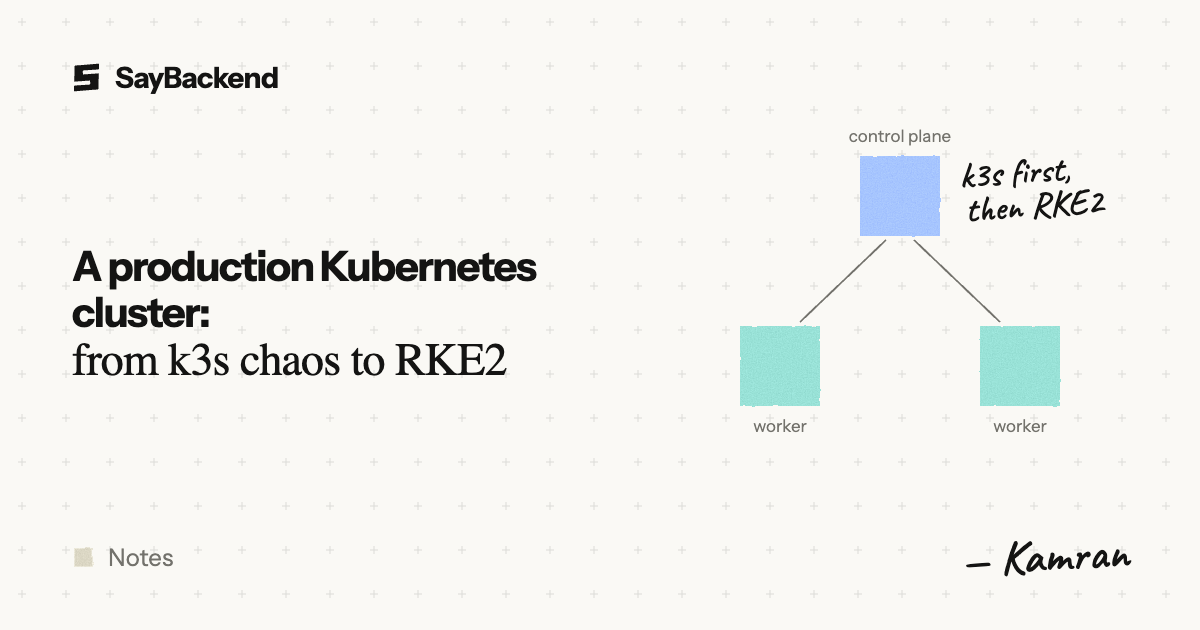 SayBackend
A production Kubernetes
cluster:
from k3s chaos to RKE2
control plane
k3s first,
then RKE2
worker
worker
Notes
— Kamran